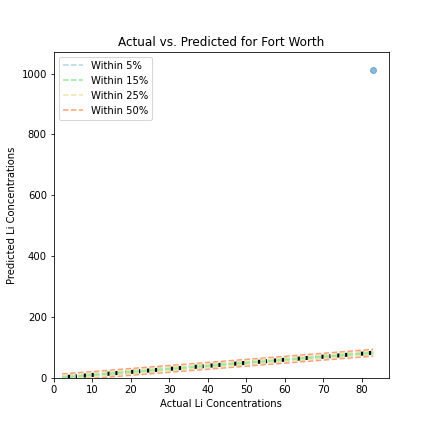 Actual vs. Predicted for Fort Worth
Within 5%
Within 15%
Within 25%
Within 50%
Predicted Li Concentrations
1000
800
600
400
200
0
0 10 20 30 40 50 60 70 80
Actual Li Concentrations